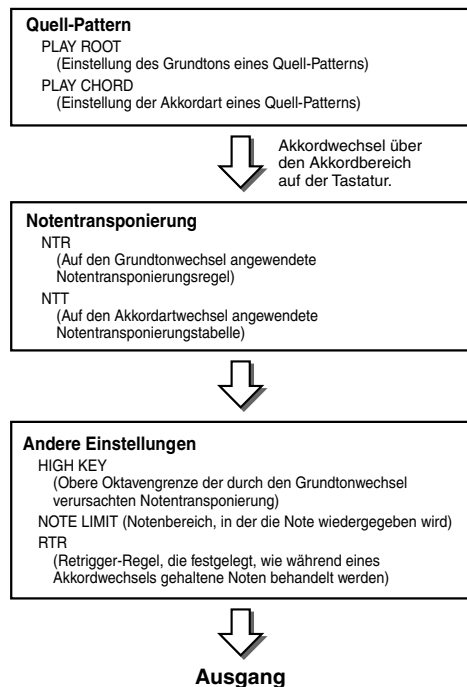 Quell-Pattern
PLAY ROOT
(Einstellung des Grundtons eines Quell-Patterns)
PLAY CHORD
(Einstellung der Akkordart eines Quell-Patterns)
Akkordwechsel über
den Akkordbereich
auf der Tastatur.
Notentransponierung
NTR
(Auf den Grundtonwechsel angewendete
Notentransponierungsregel)
NTT
(Auf den Akkordartwechsel angewendete
Notentransponierungstabelle)
Andere Einstellungen
HIGH KEY
(Obere Oktavengrenze der durch den Grundtonwechsel
verursachten Notentransponierung)
NOTE LIMIT (Notenbereich, in der die Note wiedergegeben wird)
RTR
(Retrigger-Regel, die festgelegt, wie während eines
Akkordwechsels gehaltene Noten behandelt werden)
Ausgang